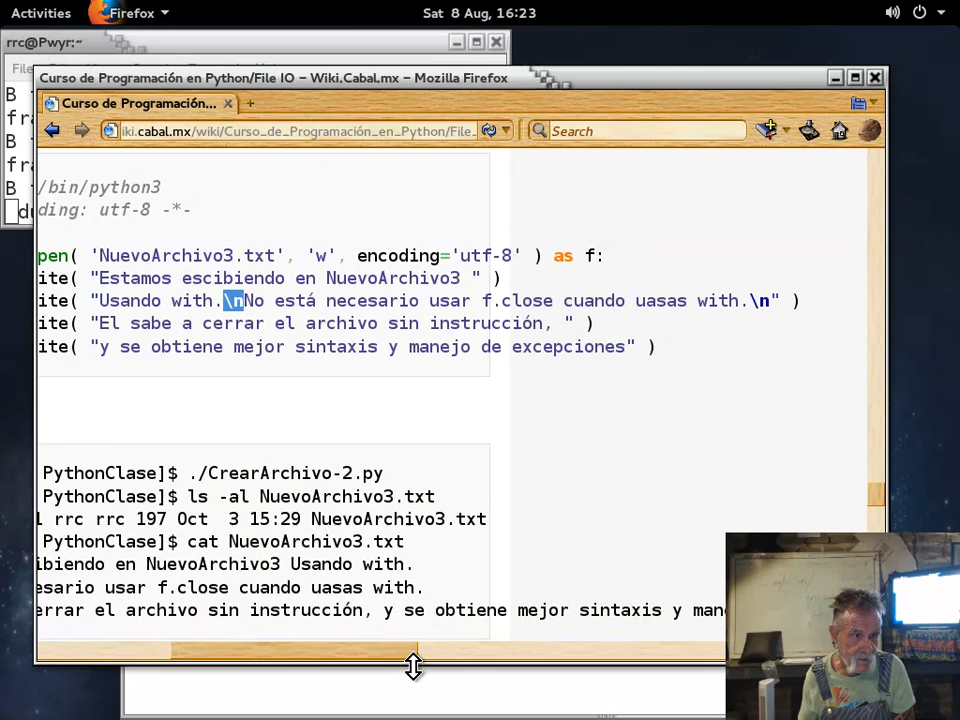 Activities Firefox Sat 8 Aug, 16:23
rrc@Pwyr:~
File
Curso de Programación en Python/File IO – Wiki.Cabal.mx – Mozilla Firefox
Curso de Programación...
iki.cabal.mx/wiki/Curso_de_Programación_en_Python/File_
Search
B
fra
B
fra
B
/bin/python3
ding: utf-8 -*-
pen( 'NuevoArchivo3.txt', 'w', encoding='utf-8' ) as f:
ite( "Estamos escibiendo en NuevoArchivo3 " )
ite( "Usando with.\nNo está necesario usar f.close cuando uasas with.\n" )
ite( "El sabe a cerrar el archivo sin instrucción, " )
ite( "y se obtiene mejor sintaxis y manejo de excepciones" )
PythonClase]$ ./CrearArchivo-2.py
PythonClase]$ ls -al NuevoArchivo3.txt
1 rrc rrc 197 Oct  3 15:29 NuevoArchivo3.txt
PythonClase]$ cat NuevoArchivo3.txt
ibiendo en NuevoArchivo3 Usando with.
esario usar f.close cuando uasas with.
errar el archivo sin instrucción, y se obtiene mejor sintaxis y man